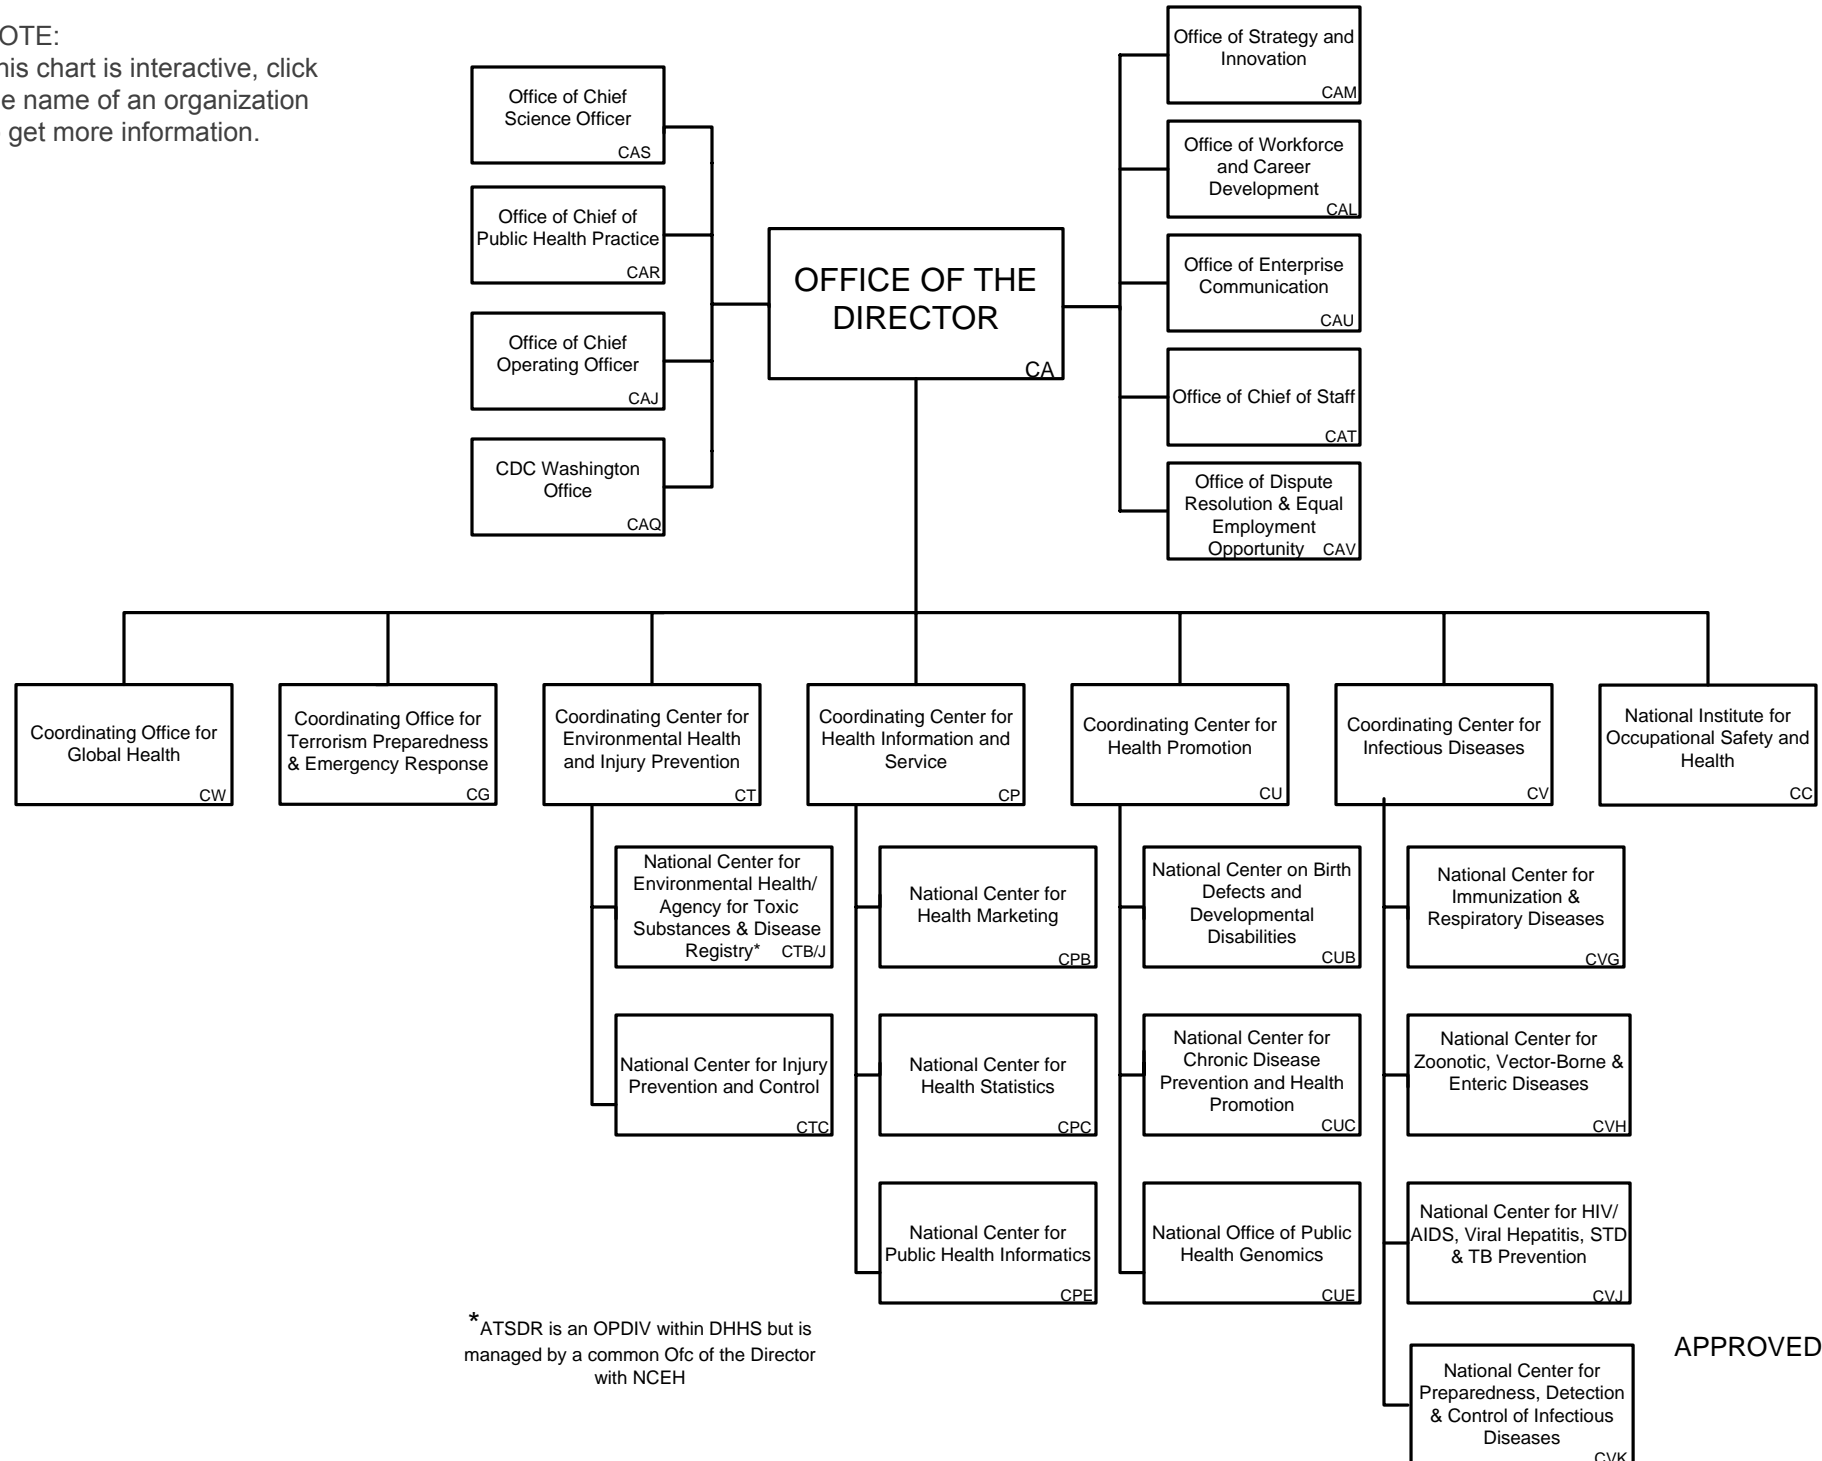 OTE:
his chart is interactive, click
e name of an organization
get more information.
Office of Chief
Science Officer
CAS
Office of Chief of
Public Health Practice
CAR
Office of Chief
Operating Officer
CAJ
CDC Washington
Office
CAQ
OFFICE OF THE
DIRECTOR
CA
Office of Strategy and
Innovation
CAM
Office of Workforce
and Career
Development
CAL
Office of Enterprise
Communication
CAU
Office of Chief of Staff
CAT
Office of Dispute
Resolution & Equal
Employment
Opportunity CAV
Coordinating Office for
Global Health
CW
Coordinating Office for
Terrorism Preparedness
& Emergency Response
CG
Coordinating Center for
Environmental Health
and Injury Prevention
CT
Coordinating Center for
Health Information and
Service
CP
Coordinating Center for
Health Promotion
CU
Coordinating Center for
Infectious Diseases
CV
National Institute for
Occupational Safety and
Health
CC
National Center for
Environmental Health/
Agency for Toxic
Substances & Disease
Registry* CTB/J
National Center for Injury
Prevention and Control
CTC
National Center for
Health Marketing
CPB
National Center for
Health Statistics
CPC
National Center for
Public Health Informatics
CPE
National Center on Birth
Defects and
Developmental
Disabilities
CUB
National Center for
Chronic Disease
Prevention and Health
Promotion
CUC
National Office of Public
Health Genomics
CUE
National Center for
Immunization &
Respiratory Diseases
CVG
National Center for
Zoonotic, Vector-Borne &
Enteric Diseases
CVH
National Center for HIV/
AIDS, Viral Hepatitis, STD
& TB Prevention
CVJ
National Center for
Preparedness, Detection
& Control of Infectious
Diseases
CVK
*ATSDR is an OPDIV within DHHS but is
managed by a common Ofc of the Director
with NCEH
APPROVED